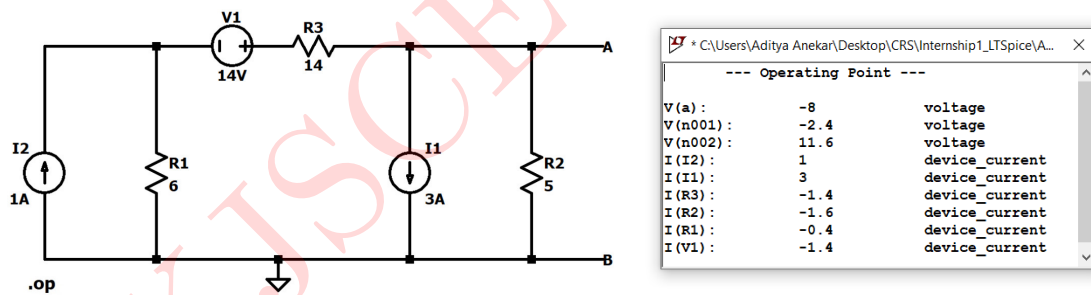 V1
R3
14V
14
A
I2
1A
R1
6
I1
3A
R2
5
B
.op
* C:\Users\Aditya Anekar\Desktop\CRS\Internship1_LTSpice\A...
--- Operating Point ---
V(a): -8 voltage
V(n001): -2.4 voltage
V(n002): 11.6 voltage
I(I2): 1 device_current
I(I1): 3 device_current
I(R3): -1.4 device_current
I(R2): -1.6 device_current
I(R1): -0.4 device_current
I(V1): -1.4 device_current
JSCE